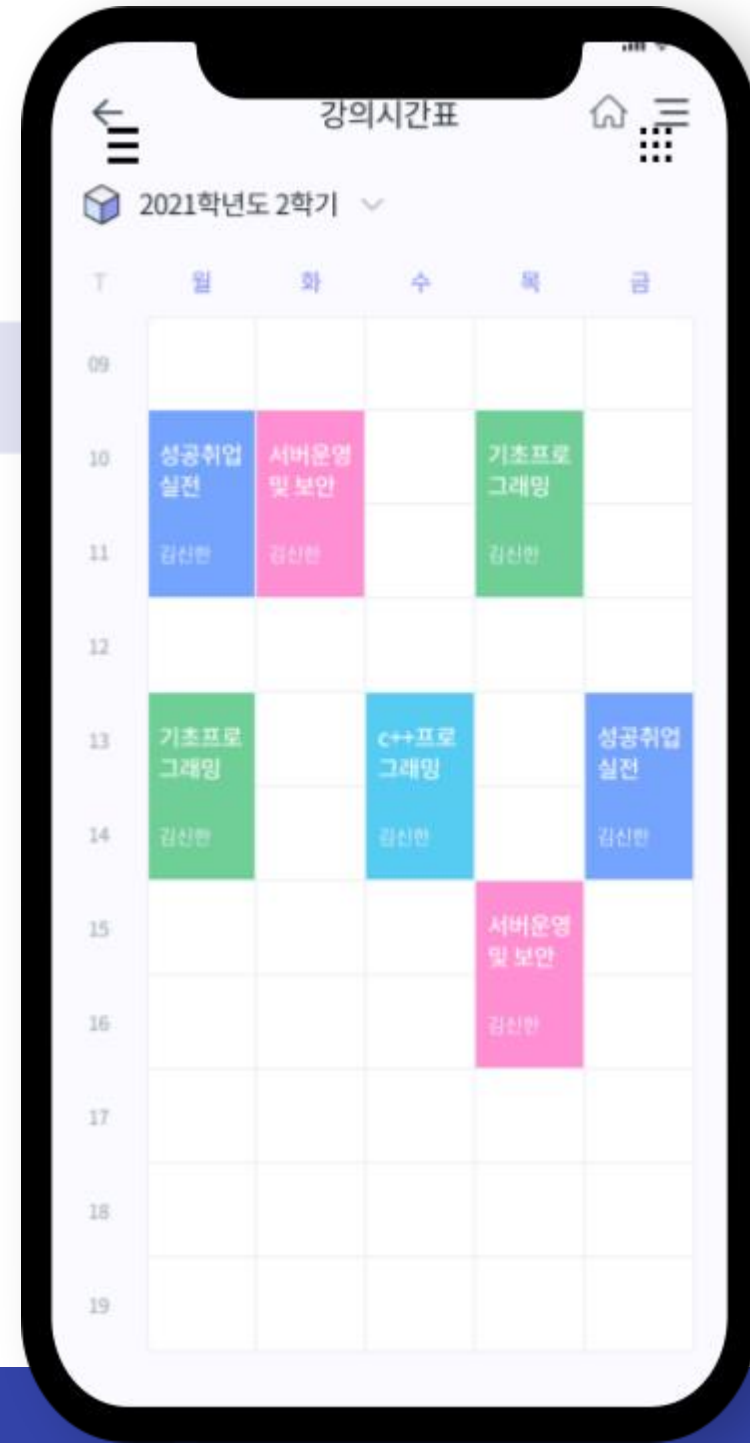 강의시간표
2021학년도 2학기
T 월 화 수 목 금
09
10
성공취업
실전
김신한
서버운영
및 보안
김신한
기초프로
그래밍
김신한
11
12
13
기초프로
그래밍
김신한
c++프로
그래밍
김신한
성공취업
실전
김신한
14
15
서버운영
및 보안
김신한
16
17
18
19